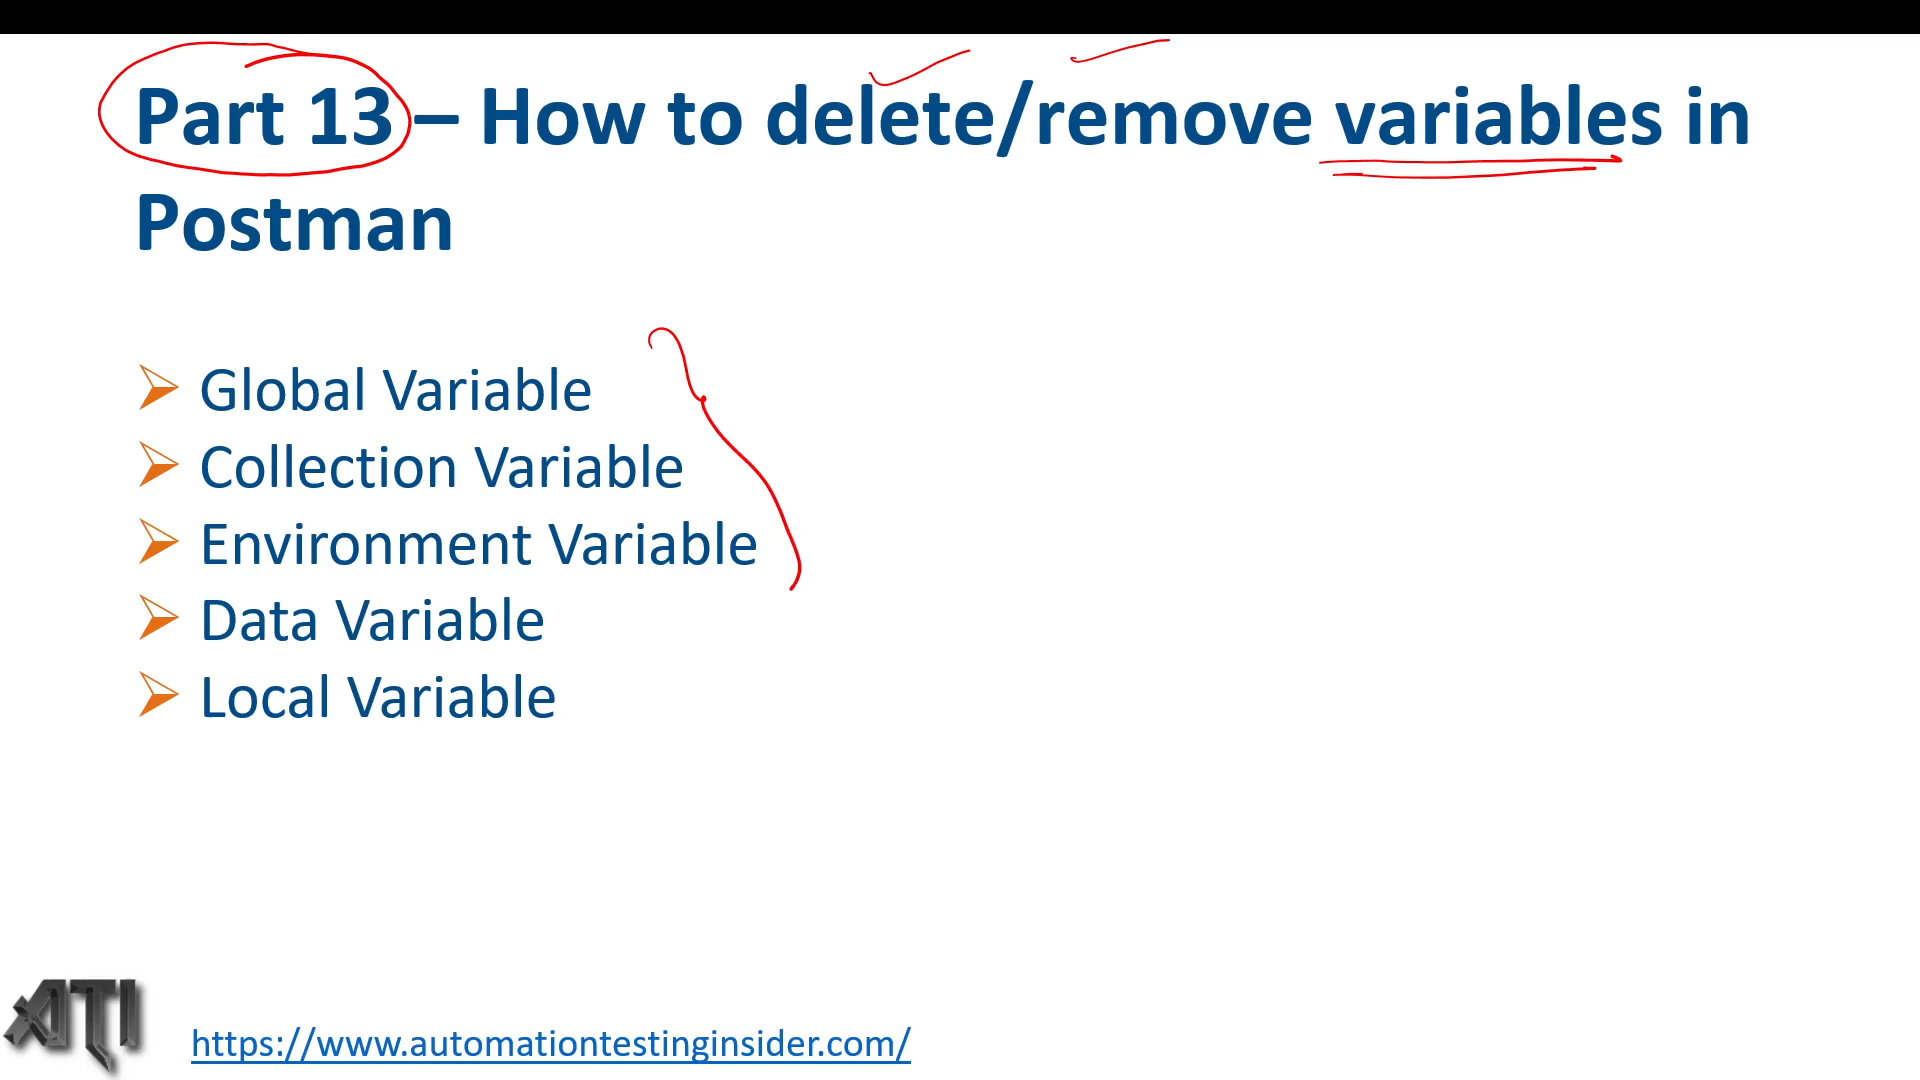 Part 13 – How to delete/remove variables in
Postman
Global Variable
Collection Variable
Environment Variable
Data Variable
Local Variable
ATI
https://www.automationtestinginsider.com/